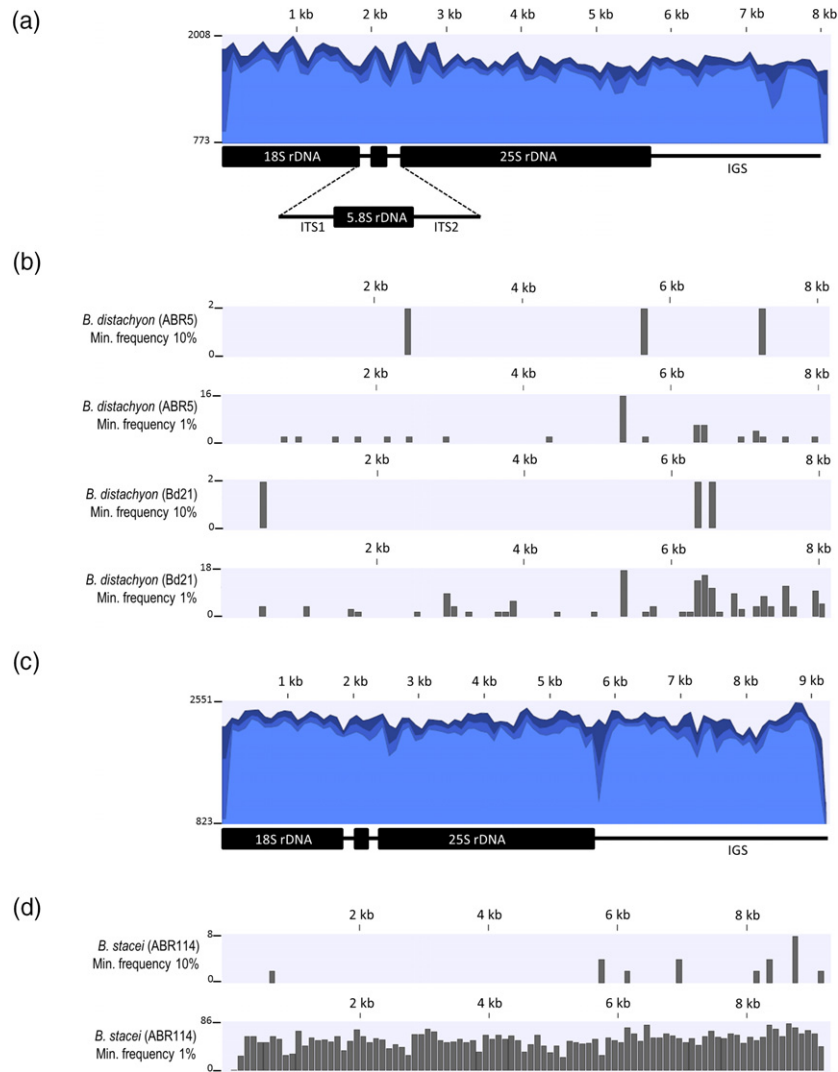 (a)
1 kb 2 kb 3 kb 4 kb 5 kb 6 kb 7 kb 8 kb
2008
773
18S rDNA 25S rDNA
IGS
5.8S rDNA
ITS1 ITS2
(b)
2 kb 4 kb 6 kb 8 kb
B. distachyon (ABR5)
Min. frequency 10%
2
0
2 kb 4 kb 6 kb 8 kb
B. distachyon (ABR5)
Min. frequency 1%
16
0
2 kb 4 kb 6 kb 8 kb
B. distachyon (Bd21)
Min. frequency 10%
2
0
2 kb 4 kb 6 kb 8 kb
B. distachyon (Bd21)
Min. frequency 1%
18
0
(c)
1 kb 2 kb 3 kb 4 kb 5 kb 6 kb 7 kb 8 kb 9 kb
2551
823
18S rDNA 25S rDNA
IGS
(d)
2 kb 4 kb 6 kb 8 kb
B. stacei (ABR114)
Min. frequency 10%
8
0
2 kb 4 kb 6 kb 8 kb
B. stacei (ABR114)
Min. frequency 1%
86
0